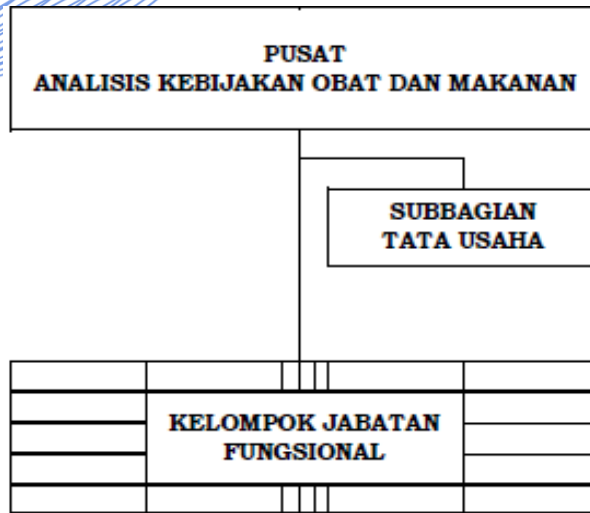 PUSAT
ANALISIS KEBIJAKAN OBAT DAN MAKANAN
SUBBAGIAN
TATA USAHA
KELOMPOK JABATAN
FUNGSIONAL